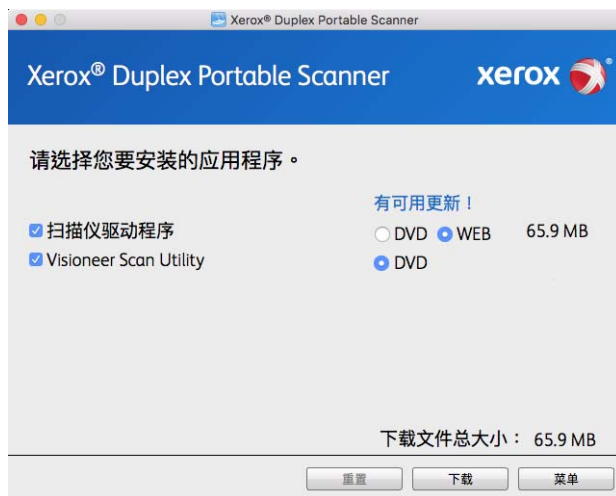 Xerox® Duplex Portable Scanner
Xerox® Duplex Portable Scanner xerox®
请选择您要安装的应用程序。
有可用更新！
扫描仪驱动程序 DVD WEB 65.9 MB
Visioneer Scan Utility DVD
下载文件总大小： 65.9 MB
重置 下载 菜单